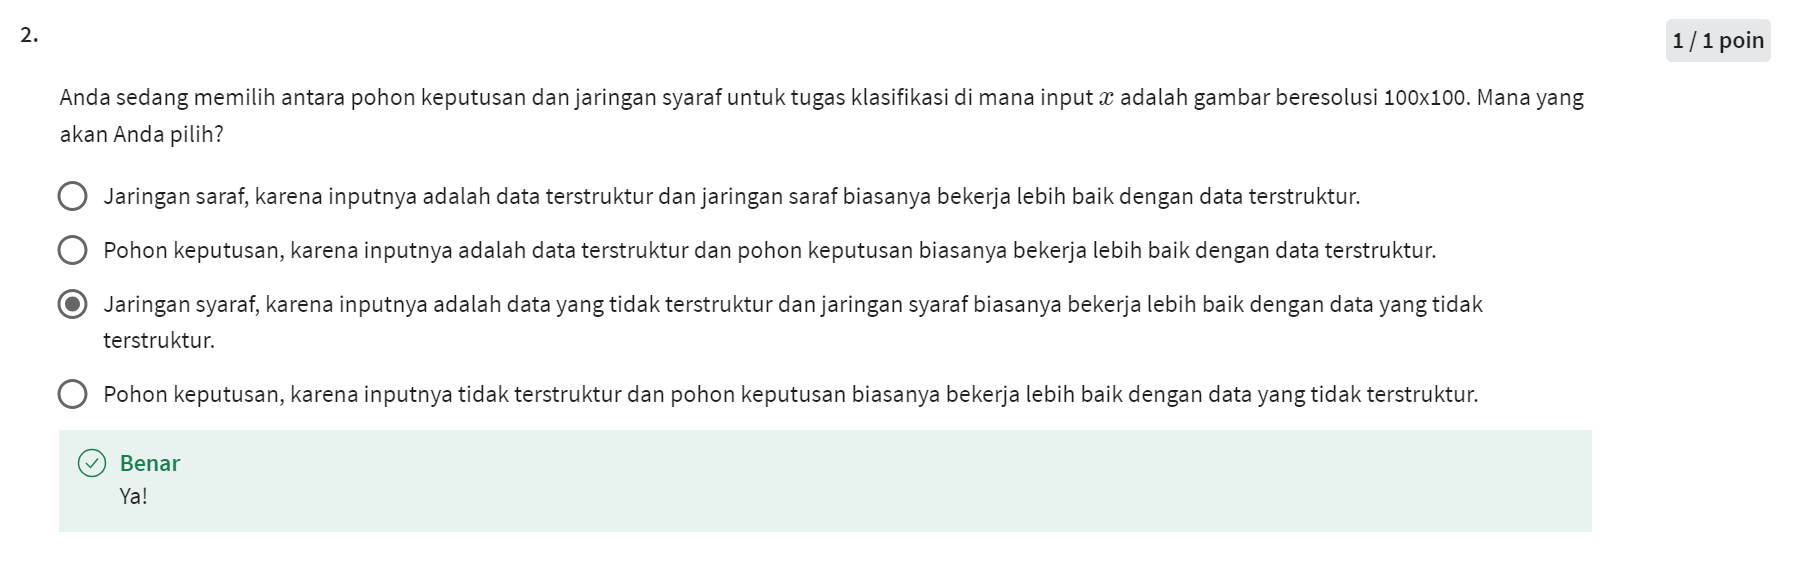 2.
1 / 1 poin
Anda sedang memilih antara pohon keputusan dan jaringan syaraf untuk tugas klasifikasi di mana input x adalah gambar beresolusi 100x100. Mana yang
akan Anda pilih?
Jaringan saraf, karena inputnya adalah data terstruktur dan jaringan saraf biasanya bekerja lebih baik dengan data terstruktur.
Pohon keputusan, karena inputnya adalah data terstruktur dan pohon keputusan biasanya bekerja lebih baik dengan data terstruktur.
Jaringan syaraf, karena inputnya adalah data yang tidak terstruktur dan jaringan syaraf biasanya bekerja lebih baik dengan data yang tidak
terstruktur.
Pohon keputusan, karena inputnya tidak terstruktur dan pohon keputusan biasanya bekerja lebih baik dengan data yang tidak terstruktur.
Benar
Ya!